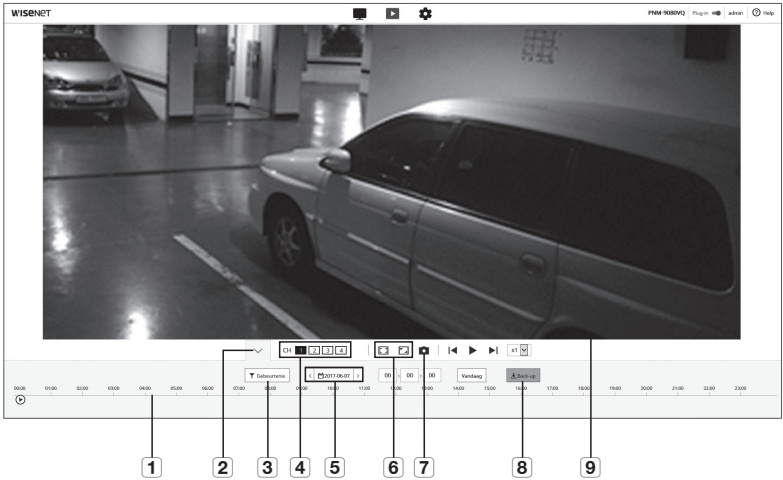 WISENET PNM-9080VQ Plug-in admin ? Help
CH 1 2 3 4 x1
Gebeurtenis 2017-06-07 00 : 00 : 00 Vandaag Back-up
00:00 01:00 02:00 03:00 04:00 05:00 06:00 07:00 08:00 09:00 10:00 11:00 12:00 13:00 14:00 15:00 16:00 17:00 18:00 19:00 20:00 21:00 22:00 23:00
1 2 3 4 5 6 7 8 9